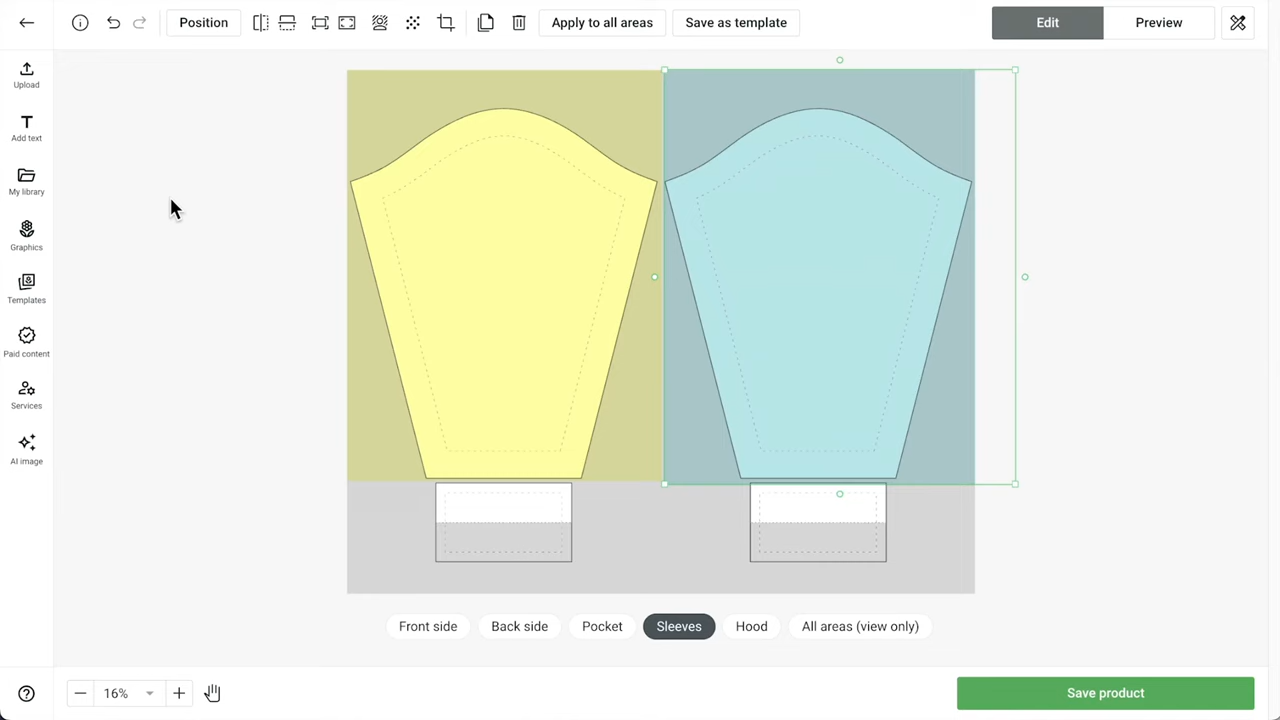 Position
Apply to all areas
Save as template
Edit
Preview
Upload
Add text
My library
Graphics
Templates
Paid content
Services
AI image
Front side
Back side
Pocket
Sleeves
Hood
All areas (view only)
16%
Save product